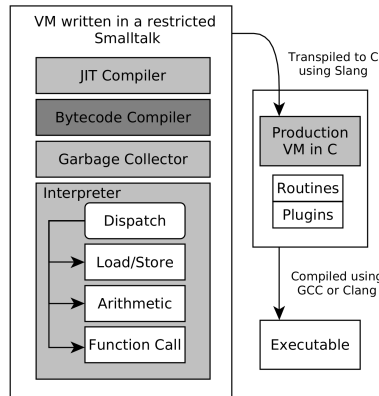 VM written in a restricted
Smalltalk
JIT Compiler
Bytecode Compiler
Garbage Collector
Interpreter
Dispatch
Load/Store
Arithmetic
Function Call
Transpiled to C
using Slang
Production
VM in C
Routines
Plugins
Compiled using
GCC or Clang
Executable